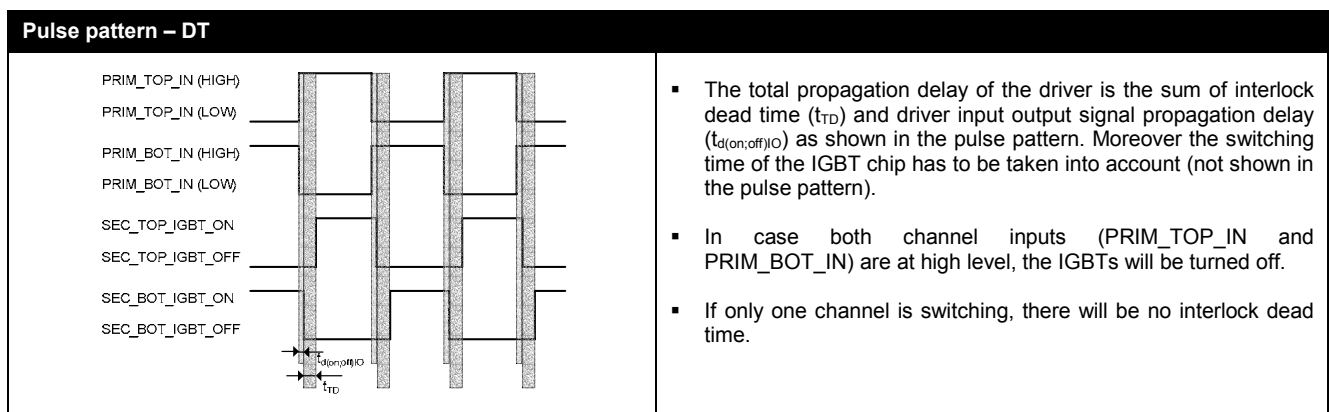 Pulse pattern – DT
PRIM_TOP_IN (HIGH)
PRIM_TOP_IN (LOW)
PRIM_BOT_IN (HIGH)
PRIM_BOT_IN (LOW)
SEC_TOP_IGBT_ON
SEC_TOP_IGBT_OFF
SEC_BOT_IGBT_ON
SEC_BOT_IGBT_OFF
td(on;off)IO
tTD
▪ The total propagation delay of the driver is the sum of interlock
dead time (tTD) and driver input output signal propagation delay
(td(on;off)IO) as shown in the pulse pattern. Moreover the switching
time of the IGBT chip has to be taken into account (not shown in
the pulse pattern).
▪ In case both channel inputs (PRIM_TOP_IN and
PRIM_BOT_IN) are at high level, the IGBTs will be turned off.
▪ If only one channel is switching, there will be no interlock dead
time.